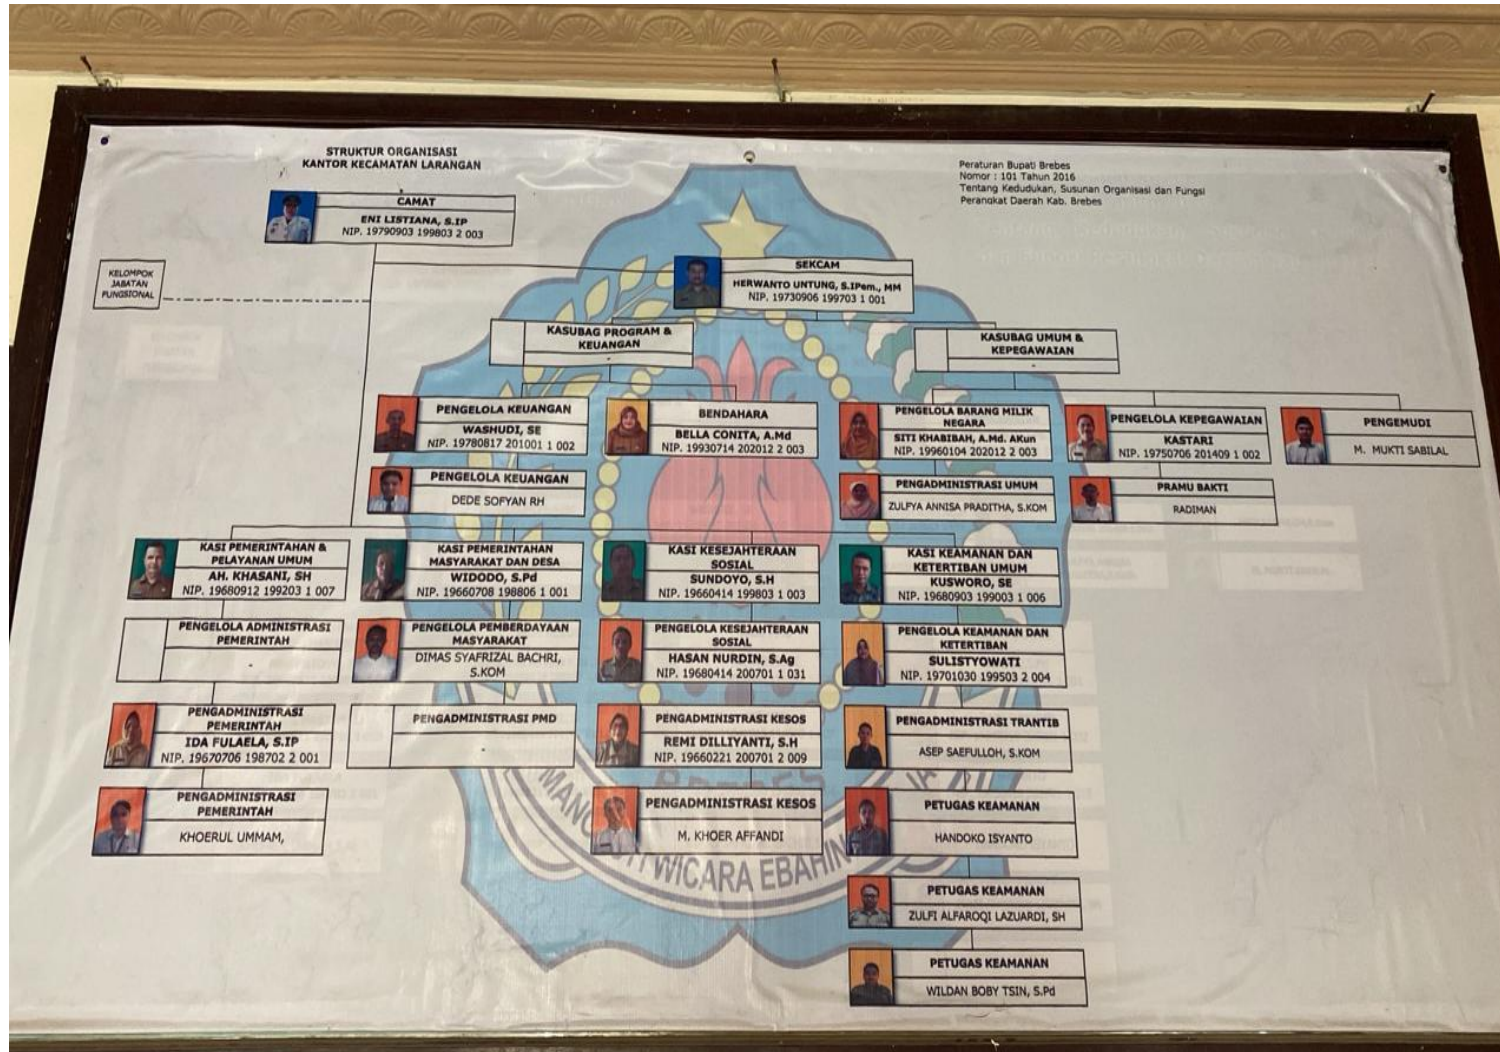 STRUKTUR ORGANISASI
KANTOR KECAMATAN LARANGAN
Peraturan Bupati Brebes
Nomor : 101 Tahun 2016
Tentang Kedudukan, Susunan Organisasi dan Fungsi
Perangkat Daerah Kab. Brebes
CAMAT
ENI LISTIANA, S.IP
NIP. 19790903 199803 2 003
KELOMPOK
JABATAN
FUNGSIONAL
SEKCAM
HERWANTO UNTUNG, S.IPem., MM
NIP. 19730906 199703 1 001
KASUBAG PROGRAM &
KEUANGAN
-
KASUBAG UMUM &
KEPEGAWAIAN
-
PENGELOLA KEUANGAN
WASHUDI, SE
NIP. 19780817 201001 1 002
BENDAHARA
BELLA CONITA, A.Md
NIP. 19930714 202012 2 003
PENGELOLA BARANG MILIK
NEGARA
SITI KHABIBAH, A.Md. AKun
NIP. 19960104 202012 2 003
PENGELOLA KEPEGAWAIAN
KASTARI
NIP. 19750706 201409 1 002
PENGEMUDI
M. MUKTI SABILAL
PENGELOLA KEUANGAN
DEDE SOFYAN RH
PENGADMINISTRASI UMUM
ZULFYA ANNISA PRADITHA, S.KOM
PRAMU BAKTI
RADIMAN
KASI PEMERINTAHAN &
PELAYANAN UMUM
AH. KHASANI, SH
NIP. 19680912 199203 1 007
KASI PEMERINTAHAN
MASYARAKAT DAN DESA
WIDODO, S.Pd
NIP. 19660708 198806 1 001
KASI KESEJAHTERAAN
SOSIAL
SUNDOYO, S.H
NIP. 19660414 199803 1 003
KASI KEAMANAN DAN
KETERTIBAN UMUM
KUSWORO, SE
NIP. 19680903 199003 1 006
PENGELOLA ADMINISTRASI
PEMERINTAH
-
PENGELOLA PEMBERDAYAAN
MASYARAKAT
DIMAS SYAFRIZAL BACHRI,
S.KOM
PENGELOLA KESEJAHTERAAN
SOSIAL
HASAN NURDIN, S.Ag
NIP. 19680414 200701 1 031
PENGELOLA KEAMANAN DAN
KETERTIBAN
SULISTYOWATI
NIP. 19701030 199503 2 004
PENGADMINISTRASI
PEMERINTAH
IDA FULAELA, S.IP
NIP. 19670706 198702 2 001
PENGADMINISTRASI PMD
-
PENGADMINISTRASI KESOS
REMI DILLIYANTI, S.H
NIP. 19660221 200701 2 009
PENGADMINISTRASI TRANTIB
ASEP SAEFULLOH, S.KOM
PENGADMINISTRASI
PEMERINTAH
KHOERUL UMMAM,
PENGADMINISTRASI KESOS
M. KHOER AFFANDI
PETUGAS KEAMANAN
HANDOKO ISYANTO
PETUGAS KEAMANAN
ZULFI ALFAROQI LAZUARDI, SH
PETUGAS KEAMANAN
WILDAN BOBY TSIN, S.Pd
BREBES
WICARA